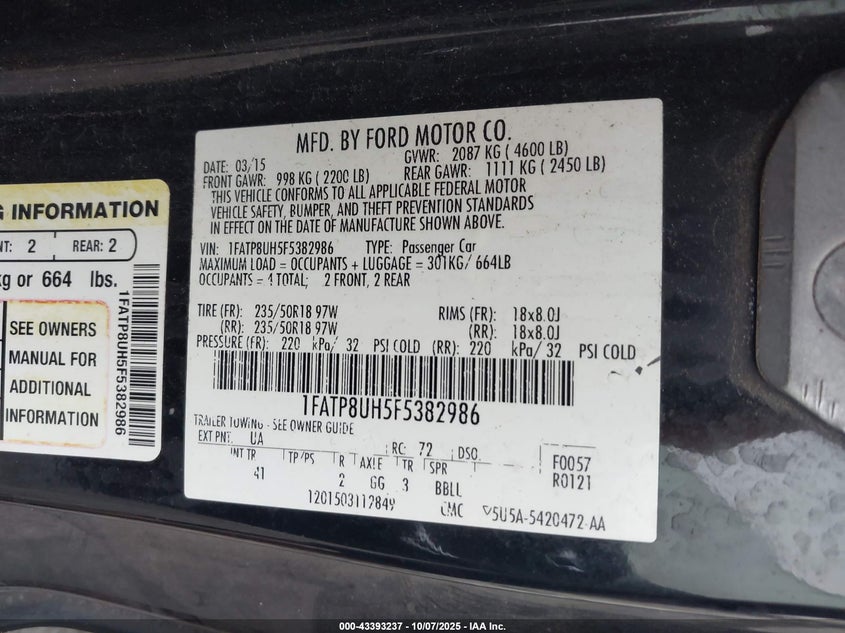 MFD. BY FORD MOTOR CO.
DATE: 03/15 GVWR: 2087 KG ( 4600 LB)
FRONT GAWR: 998 KG ( 2200 LB) REAR GAWR: 1111 KG ( 2450 LB)
THIS VEHICLE CONFORMS TO ALL APPLICABLE FEDERAL MOTOR
VEHICLE SAFETY, BUMPER, AND THEFT PREVENTION STANDARDS
IN EFFECT ON THE DATE OF MANUFACTURE SHOWN ABOVE.
VIN: 1FATP8UH5F5382986 TYPE: Passenger Car
MAXIMUM LOAD = OCCUPANTS + LUGGAGE = 301KG/ 664LB
OCCUPANTS = 4 TOTAL; 2 FRONT, 2 REAR
TIRE (FR): 235/50R18 97W RIMS (FR): 18x8.0J
(RR): 235/50R18 97W (RR): 18x8.0J
PRESSURE (FR): 220 kPa/ 32 PSI COLD (RR): 220 kPa/ 32 PSI COLD
1FATP8UH5F5382986
TRAILER TOWING - SEE OWNER GUIDE
EXT PNT: UA RC: 72 DSO:
INT TR TP/PS R AXLE TR SPR
41 2 GG 3 BBLL
F0057
R0121
1201503112849 CMC 5U5A-5420472-AA
G INFORMATION
NT: 2 REAR: 2
kg or 664 lbs.
SEE OWNERS
MANUAL FOR
ADDITIONAL
INFORMATION
1FATP8UH5F5382986
000-43393237 - 10/07/2025 - IAA Inc.